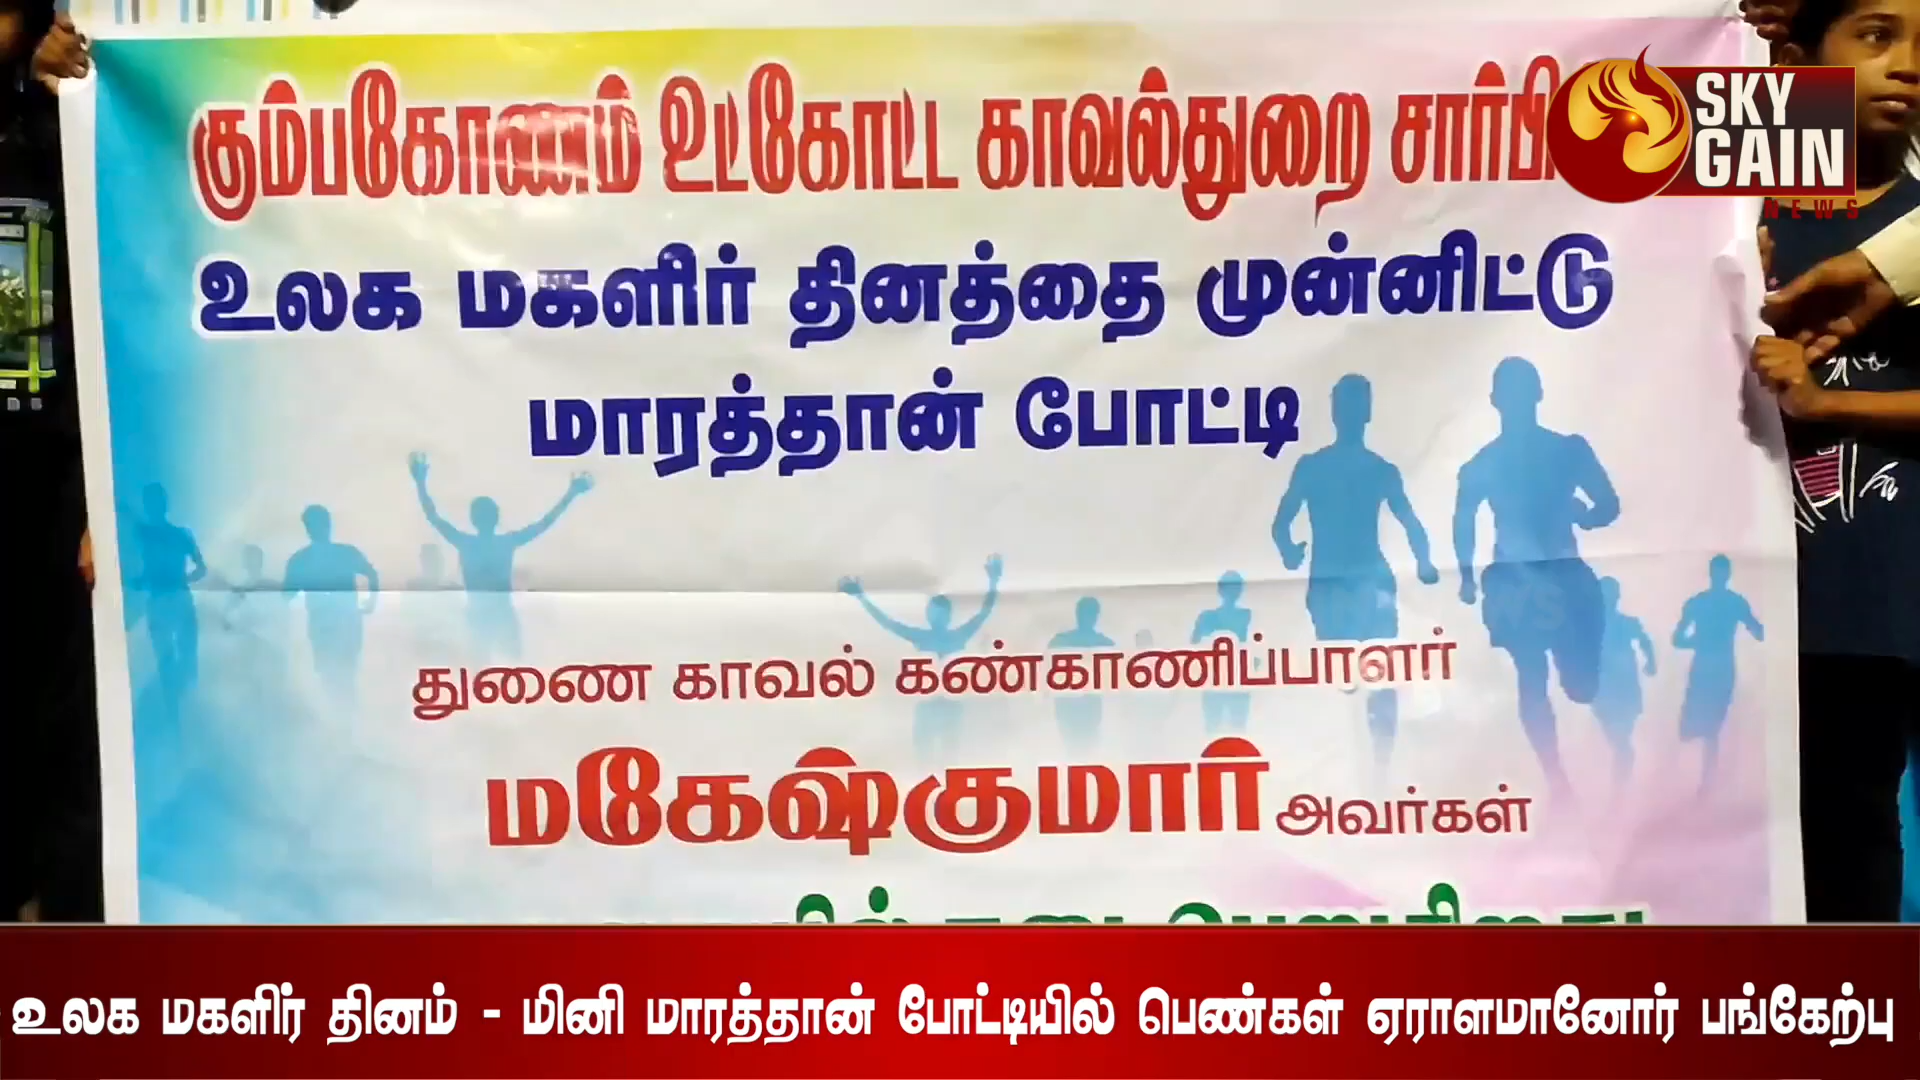 கும்பகோணம் உட்கோட்ட காவல்துறை
SKY
GAIN
NEWS
உலக மகளிர் தினத்தை முன்னிட்டு
மாரத்தான் போட்டி
துணை காவல் கண்காணிப்பாளர்
மகேஷ்குமார் அவர்கள்
உலக மகளிர் தினம் - மினி மாரத்தான் போட்டியில் பெண்கள் ஏராளமானோர் பங்கேற்பு